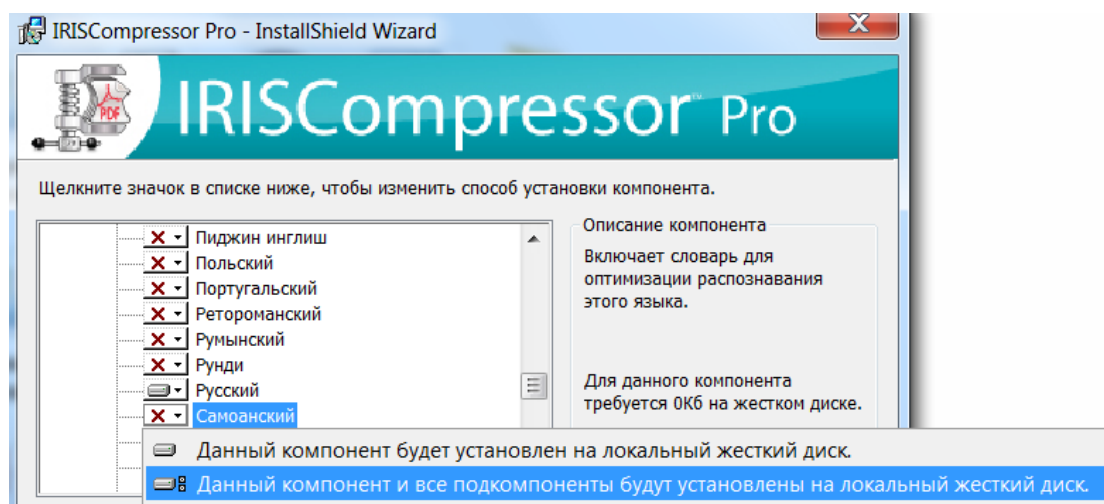 IRISCompressor Pro - InstallShield Wizard
PDF
IRISCompressor™ Pro
Щелкните значок в списке ниже, чтобы изменить способ установки компонента.
Пиджин инглиш
Польский
Португальский
Ретороманский
Румынский
Рунди
Русский
Самоанский
Описание компонента
Включает словарь для
оптимизации распознавания
этого языка.
Для данного компонента
требуется 0Кб на жестком диске.
Данный компонент будет установлен на локальный жесткий диск.
Данный компонент и все подкомпоненты будут установлены на локальный жесткий диск.